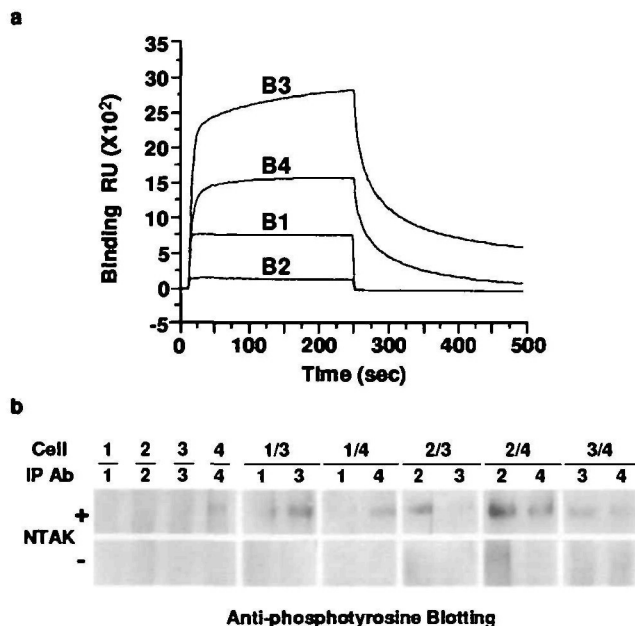 a
35
30
25
20
15
10
5
0
-5
Binding RU (X10²)
B3
B4
B1
B2
0 100 200 300 400 500
Time (sec)
b
Cell 1 2 3 4 1/3 1/4 2/3 2/4 3/4
IP Ab 1 2 3 4 1 3 1 4 2 3 2 4 3 4
+
NTAK
-
Anti-phosphotyrosine Blotting